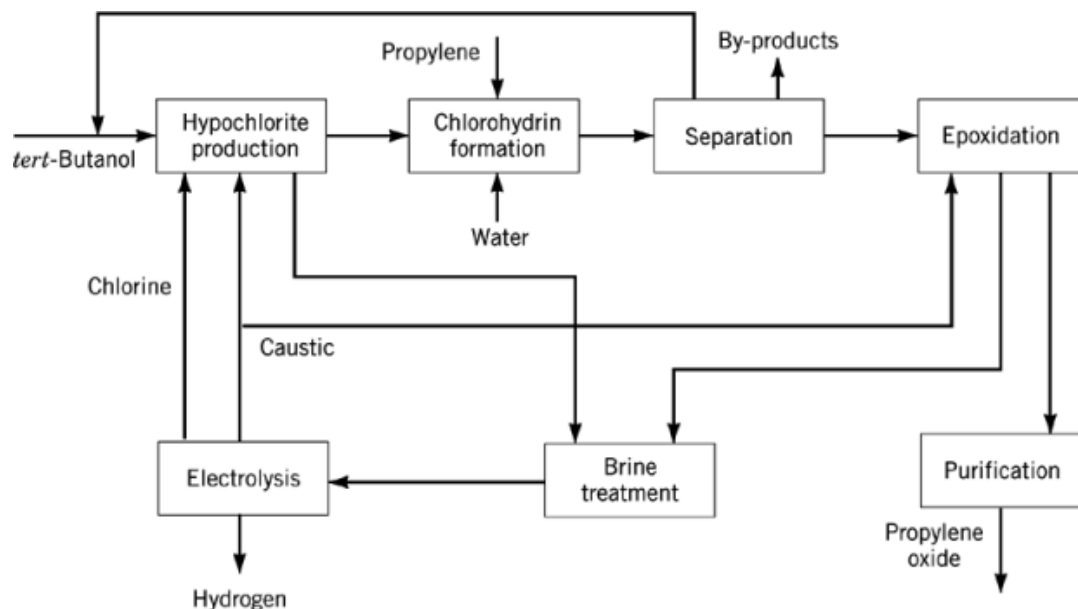 By-products
Propylene
Hypochlorite
production
Chlorohydrin
formation
Separation
Epoxidation
tert-Butanol
Water
Chlorine
Caustic
Electrolysis
Brine
treatment
Purification
Propylene
oxide
Hydrogen